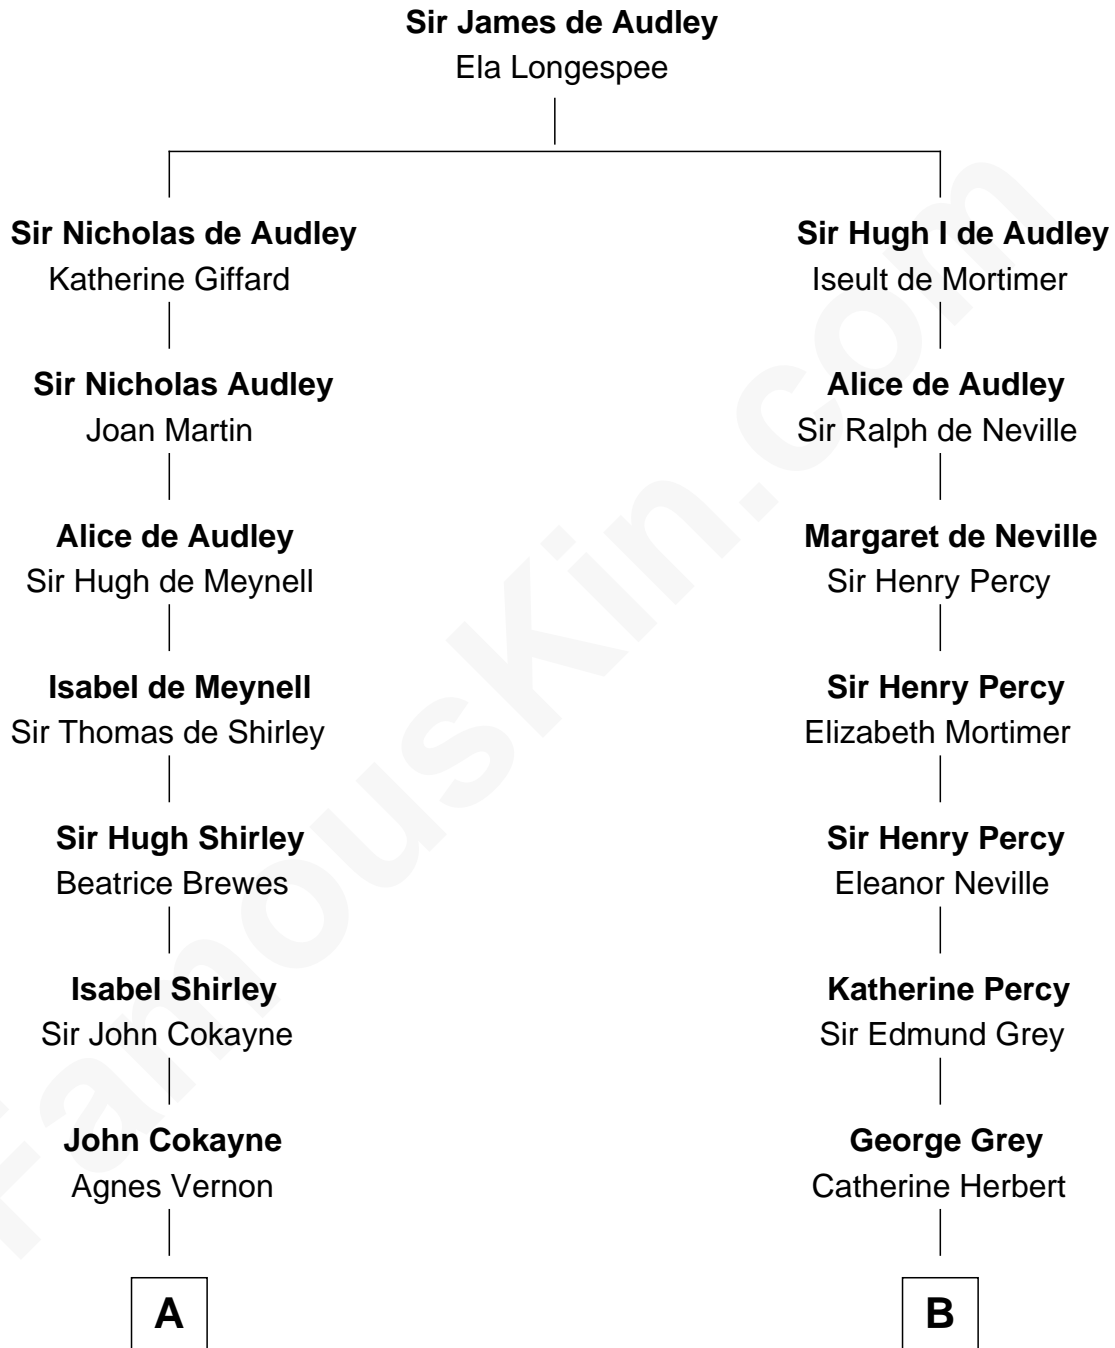 Sir James de Audley
Ela Longespee
Sir Nicholas de Audley
Katherine Giffard
Sir Nicholas Audley
Joan Martin
Alice de Audley
Sir Hugh de Meynell
Isabel de Meynell
Sir Thomas de Shirley
Sir Hugh Shirley
Beatrice Brewes
Isabel Shirley
Sir John Cokayne
John Cokayne
Agnes Vernon
A
Sir Hugh I de Audley
Iseult de Mortimer
Alice de Audley
Sir Ralph de Neville
Margaret de Neville
Sir Henry Percy
Sir Henry Percy
Elizabeth Mortimer
Sir Henry Percy
Eleanor Neville
Katherine Percy
Sir Edmund Grey
George Grey
Catherine Herbert
B
FamousKin.com